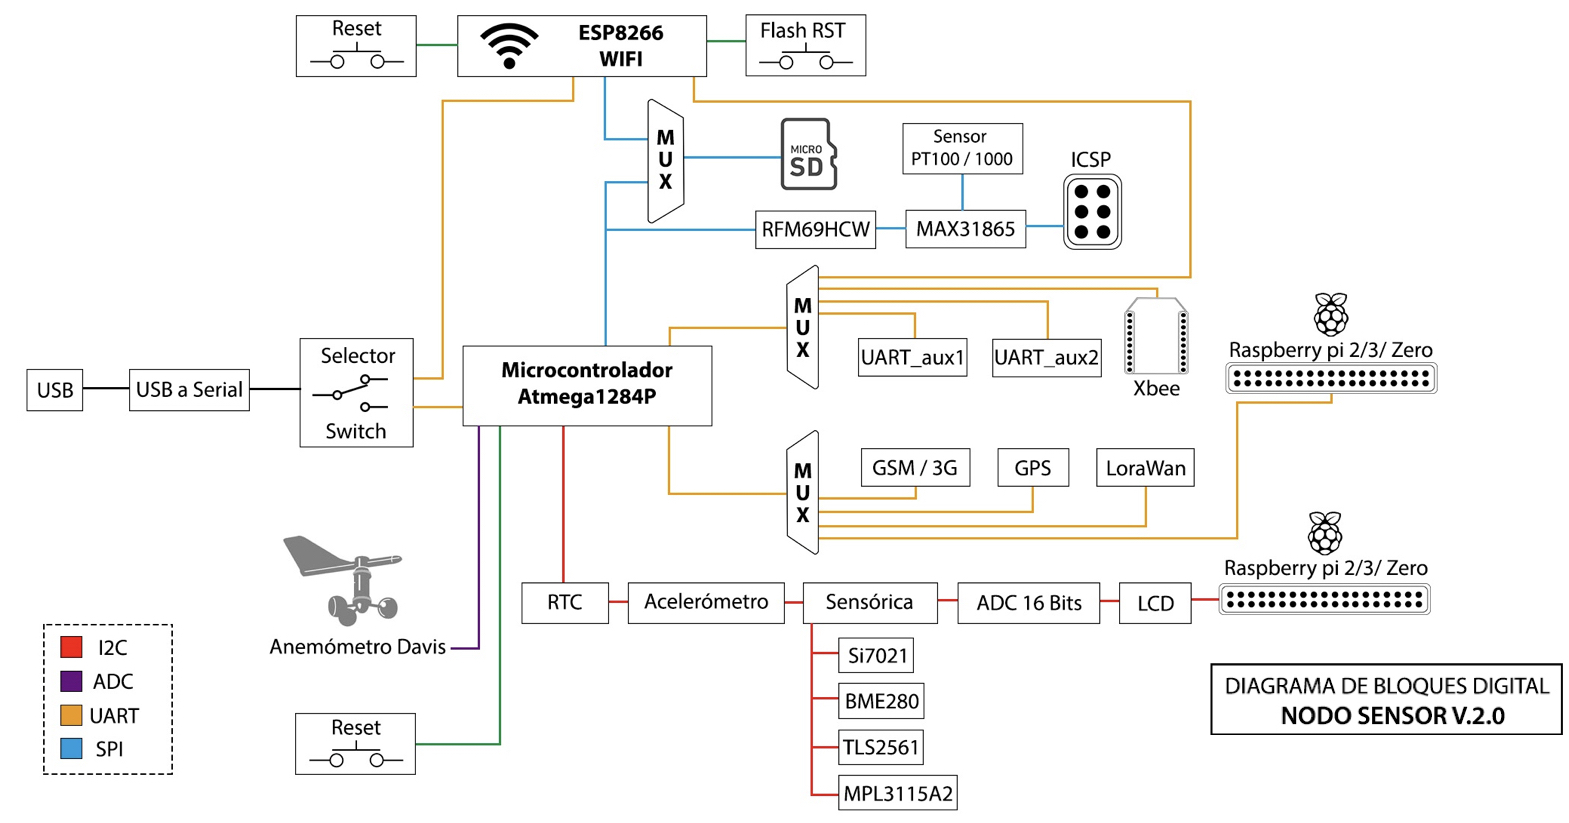 Reset
ESP8266
WIFI
Flash RST
MUX
MICRO
SD
Sensor
PT100 / 1000
ICSP
RFM69HCW
MAX31865
MUX
UART_aux1
UART_aux2
Xbee
Raspberry pi 2/3/ Zero
USB
USB a Serial
Selector
Switch
Microcontrolador
Atmega1284P
MUX
GSM / 3G
GPS
LoraWan
Raspberry pi 2/3/ Zero
RTC
Acelerómetro
Sensórica
ADC 16 Bits
LCD
Anemómetro Davis
Si7021
BME280
TLS2561
MPL3115A2
I2C
ADC
UART
SPI
Reset
DIAGRAMA DE BLOQUES DIGITAL
NODO SENSOR V.2.0